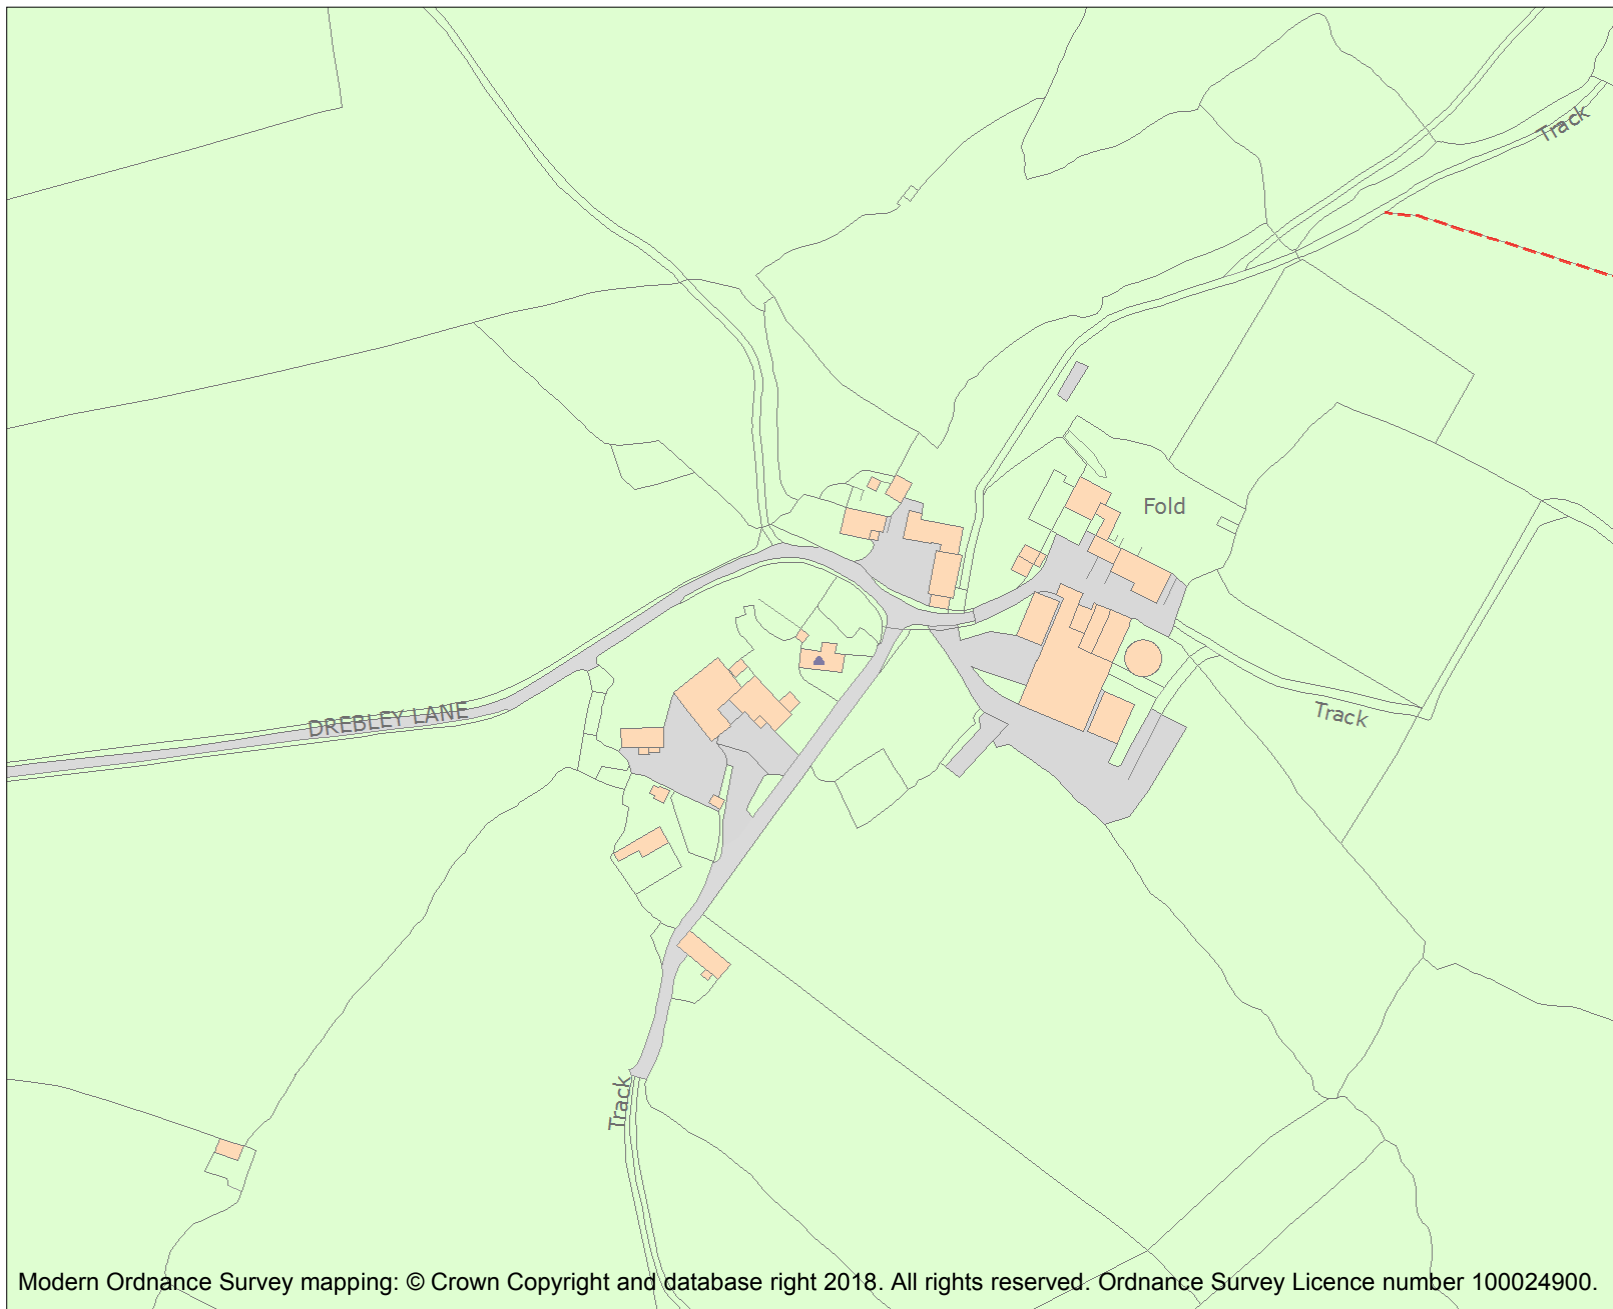 Track
Fold
DREBLEY LANE
Track
Track
Modern Ordnance Survey mapping: © Crown Copyright and database right 2018. All rights reserved. Ordnance Survey Licence number 100024900.